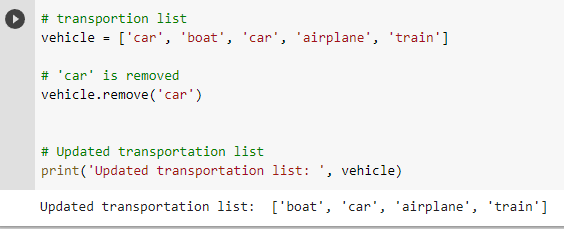 # transportion list
vehicle = ['car', 'boat', 'car', 'airplane', 'train']
# 'car' is removed
vehicle.remove('car')
# Updated transportation list
print('Updated transportation list: ', vehicle)
Updated transportation list:  ['boat', 'car', 'airplane', 'train']